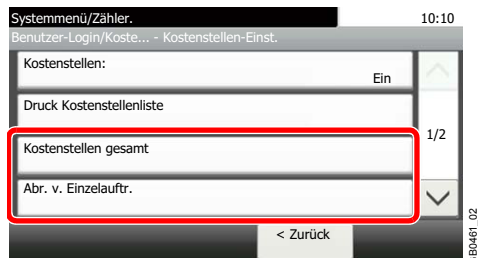 Systemmenü/Zähler. 10:10
Benutzer-Login/Koste... - Kostenstellen-Einst.
Kostenstellen:
Ein
Druck Kostenstellenliste
1/2
Kostenstellen gesamt
Abr. v. Einzelauftr.
< Zurück